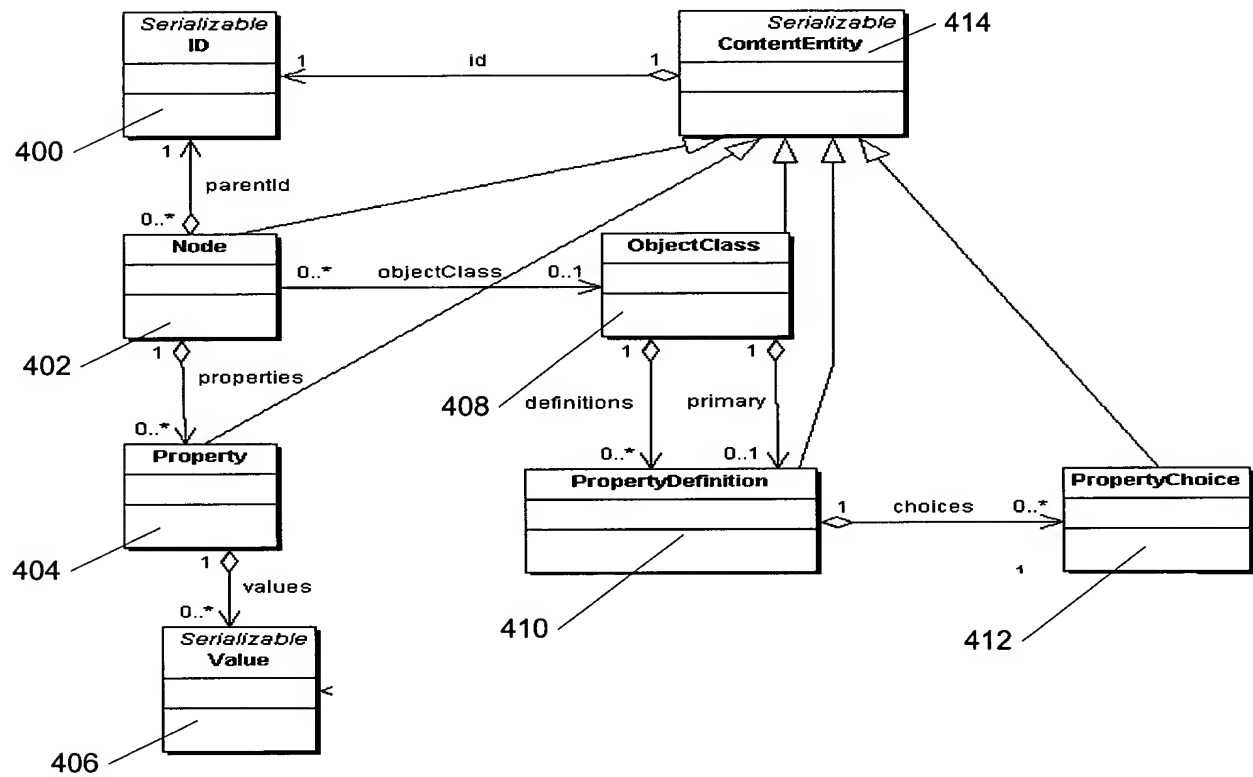 Serializable
ID
Serializable
ContentEntity
414
1
id
1
400
1
parentId
0..*
Node
ObjectClass
0..*
objectClass
0..1
402
1
properties
408
1
1
definitions
primary
0..*
Property
0..*
0..1
PropertyDefinition
PropertyChoice
1
choices
0..*
404
1
values
1
0..*
Serializable
Value
410
412
406